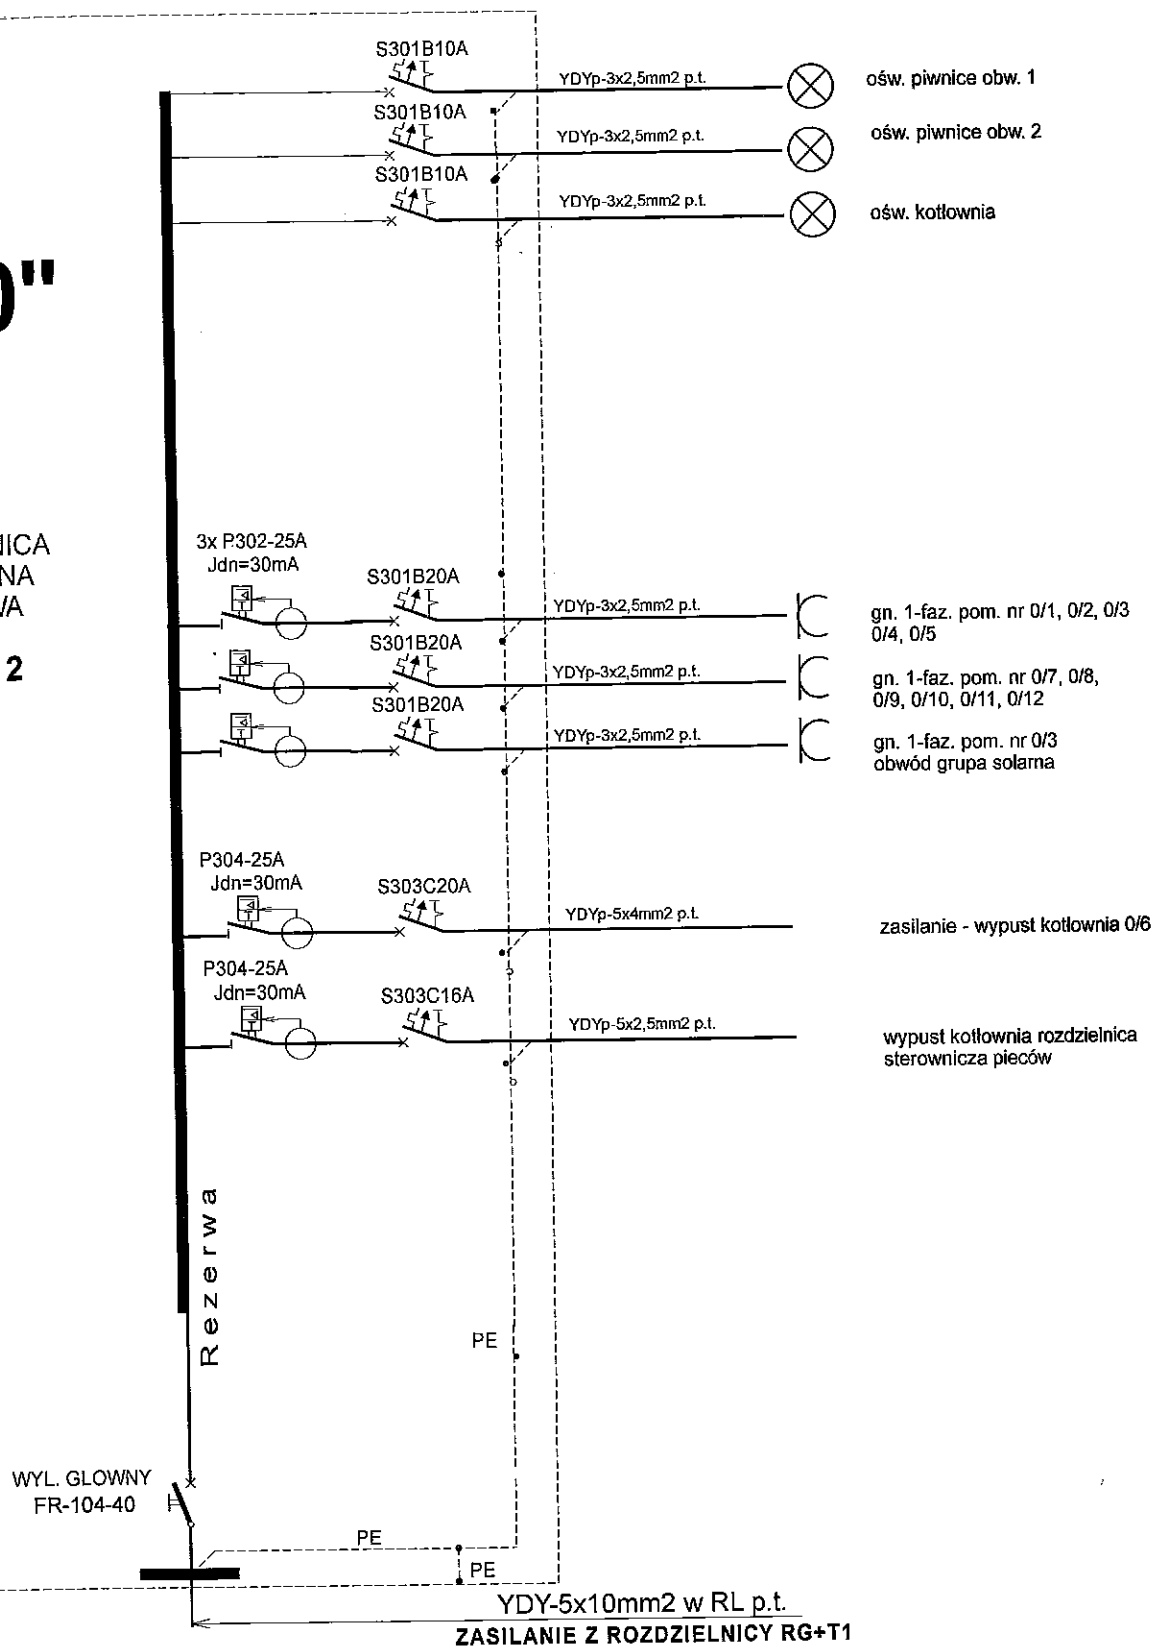 S301B10A
YDYp-3x2,5mm2 p.t.
ośw. piwnice obw. 1
S301B10A
YDYp-3x2,5mm2 p.t.
ośw. piwnice obw. 2
S301B10A
YDYp-3x2,5mm2 p.t.
ośw. kotłownia
0"
NICA
NA
WA
2
3x P302-25A
Jdn=30mA
S301B20A
YDYp-3x2,5mm2 p.t.
gn. 1-faz. pom. nr 0/1, 0/2, 0/3
0/4, 0/5
S301B20A
YDYp-3x2,5mm2 p.t.
gn. 1-faz. pom. nr 0/7, 0/8,
0/9, 0/10, 0/11, 0/12
S301B20A
YDYp-3x2,5mm2 p.t.
gn. 1-faz. pom. nr 0/3
obwód grupa solarna
P304-25A
Jdn=30mA
S303C20A
YDYp-5x4mm2 p.t.
zasilanie - wypust kotłownia 0/6
P304-25A
Jdn=30mA
S303C16A
YDYp-5x2,5mm2 p.t.
wypust kotłownia rozdzielnica
sterownicza pieców
Rezerwa
PE
WYL. GLOWNY
FR-104-40
PE
PE
YDY-5x10mm2 w RL p.t.
ZASILANIE Z ROZDZIELNICY RG+T1